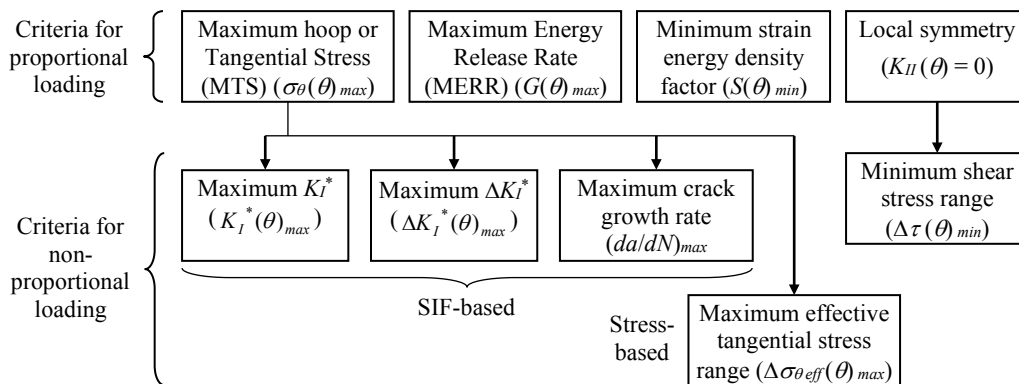 Criteria for
proportional
loading
Maximum hoop or
Tangential Stress
(MTS) (σθ(θ) max)
Maximum Energy
Release Rate
(MERR) (G(θ) max)
Minimum strain
energy density
factor (S(θ) min)
Local symmetry
(KII(θ) = 0)
Criteria for
non-
proportional
loading
Maximum KI*
(KI*(θ)max)
Maximum ΔKI*
(ΔKI*(θ)max)
Maximum crack
growth rate
(da/dN)max
Minimum shear
stress range
(Δτ(θ) min)
SIF-based
Stress-
based
Maximum effective
tangential stress
range (Δσθ eff(θ) max)